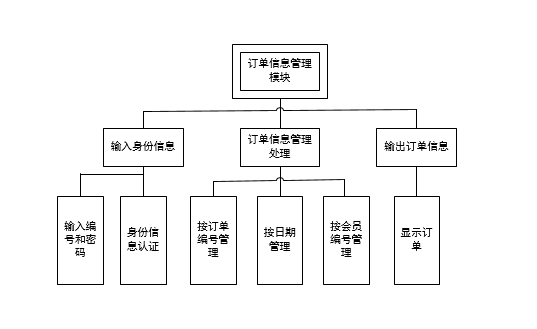 订单信息管理
模块
输入身份信息
订单信息管理
处理
输出订单信息
输入编
号和密
码
身份信
息认证
按订单
编号管
理
按日期
管理
按会员
编号管
理
显示订
单